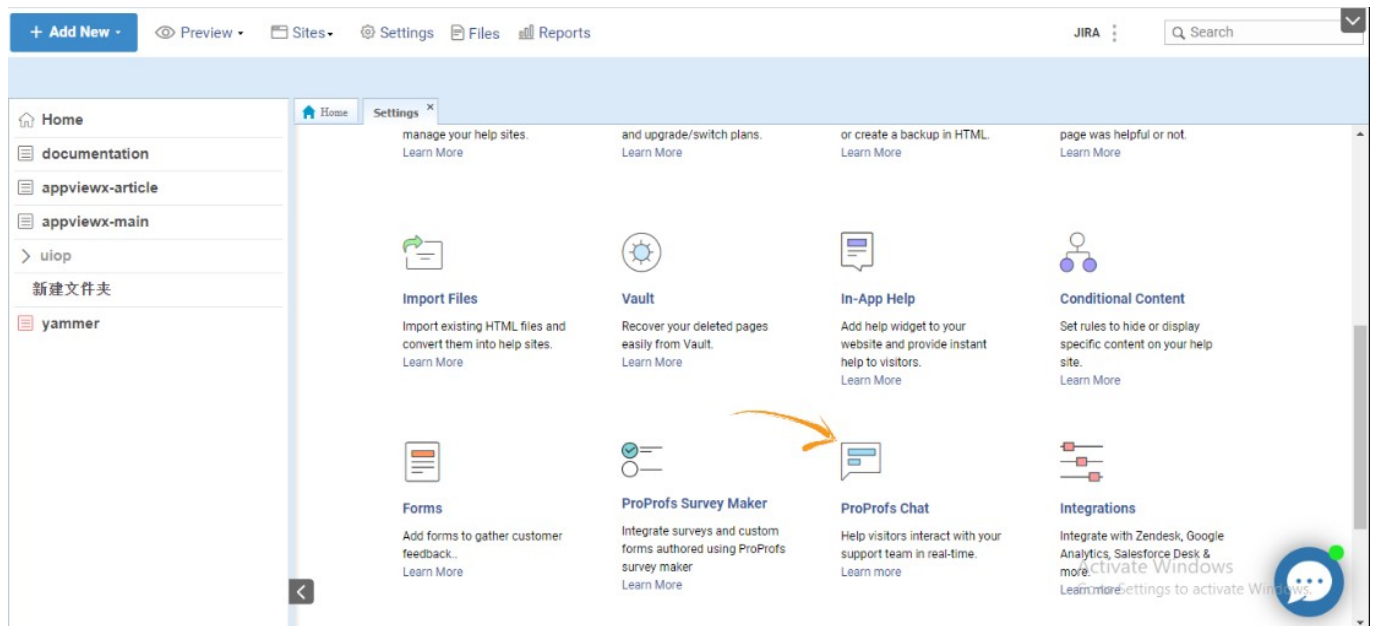 + Add New
Preview
Sites
Settings
Files
Reports
JIRA
Search
Home
documentation
appviewx-article
appviewx-main
uiop
新建文件夹
yammer
Home
Settings
manage your help sites.
Learn More
and upgrade/switch plans.
Learn More
or create a backup in HTML.
Learn More
page was helpful or not.
Learn More
Import Files
Import existing HTML files and
convert them into help sites.
Learn More
Vault
Recover your deleted pages
easily from Vault.
Learn More
In-App Help
Add help widget to your
website and provide instant
help to visitors.
Learn More
Conditional Content
Set rules to hide or display
specific content on your help
site.
Learn More
Forms
Add forms to gather customer
feedback..
Learn More
ProProfs Survey Maker
Integrate surveys and custom
forms authored using ProProfs
survey maker
Learn More
ProProfs Chat
Help visitors interact with your
support team in real-time.
Learn more
Integrations
Integrate with Zendesk, Google
Analytics, Salesforce Desk &
more.
Learn more
Activate Windows
Go to Settings to activate Windows.